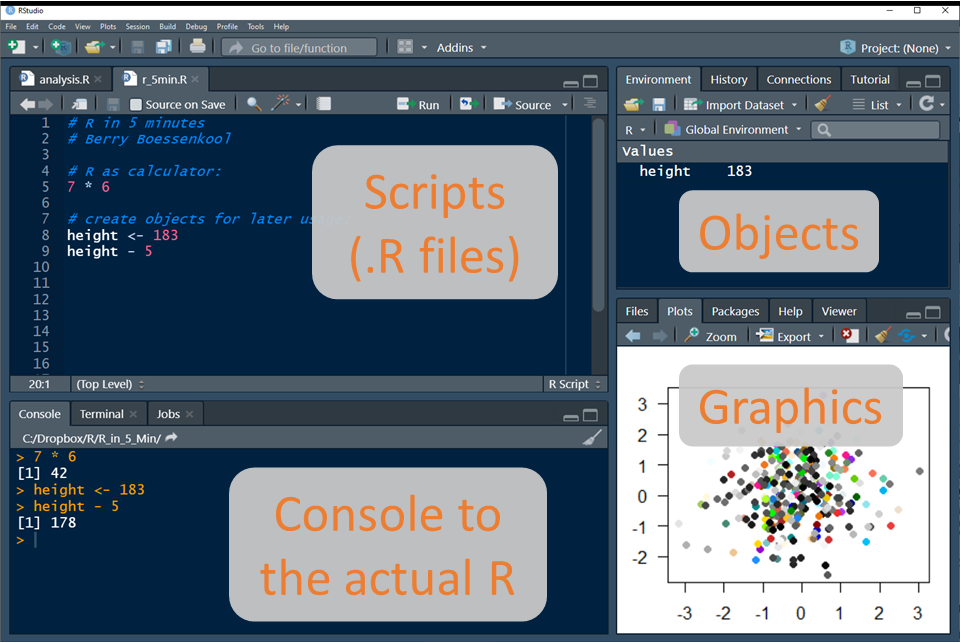 RStudio
File Edit Code View Plots Session Build Debug Profile Tools Help
Go to file/function Addins Project: (None)
analysis.R r_5min.R
Source on Save Run Source
1 # R in 5 minutes
2 # Berry Boessenkool
3
4 # R as calculator:
5 7 * 6
6
7 # create objects for later
8 height <- 183
9 height - 5
10
11
12
13
14
15
16
Scripts
(.R files)
20:1 (Top Level) R Script
Console Terminal Jobs
C:/Dropbox/R/R_in_5_Min/
> 7 * 6
[1] 42
> height <- 183
> height - 5
[1] 178
>
Console to
the actual R
Environment History Connections Tutorial
Import Dataset List
R Global Environment
Values
height 183
Objects
Files Plots Packages Help Viewer
Zoom Export
Graphics
3
2
1
0
-1
-2
-3 -2 -1 0 1 2 3